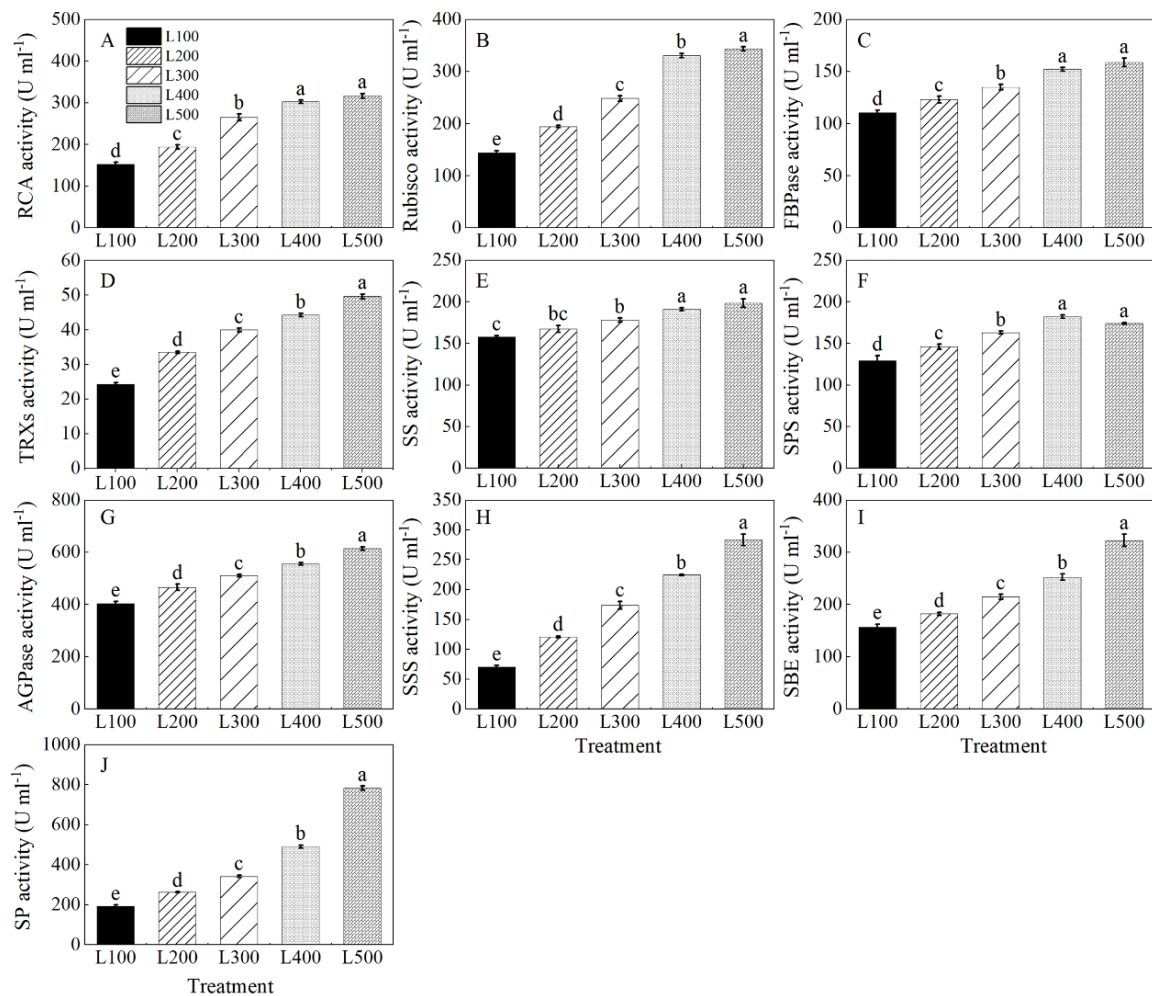 A
L100
L200
L300
L400
L500
RCA activity (U ml⁻¹)
500
400
300
200
100
0
d
c
b
a
a
L100 L200 L300 L400 L500
B
Rubisco activity (U ml⁻¹)
400
300
200
100
0
e
d
c
b
a
L100 L200 L300 L400 L500
C
FBPase activity (U ml⁻¹)
200
150
100
50
0
d
c
b
a
a
L100 L200 L300 L400 L500
D
TRXs activity (U ml⁻¹)
60
50
40
30
20
10
0
e
d
c
b
a
L100 L200 L300 L400 L500
E
SS activity (U ml⁻¹)
250
200
150
100
50
0
c
bc
b
a
a
L100 L200 L300 L400 L500
F
SPS activity (U ml⁻¹)
250
200
150
100
50
0
d
c
b
a
a
L100 L200 L300 L400 L500
G
AGPase activity (U ml⁻¹)
800
600
400
200
0
e
d
c
b
a
L100 L200 L300 L400 L500
H
SSS activity (U ml⁻¹)
350
300
250
200
150
100
50
0
e
d
c
b
a
L100 L200 L300 L400 L500
Treatment
I
SBE activity (U ml⁻¹)
400
300
200
100
0
e
d
c
b
a
L100 L200 L300 L400 L500
Treatment
J
SP activity (U ml⁻¹)
1000
800
600
400
200
0
e
d
c
b
a
L100 L200 L300 L400 L500
Treatment